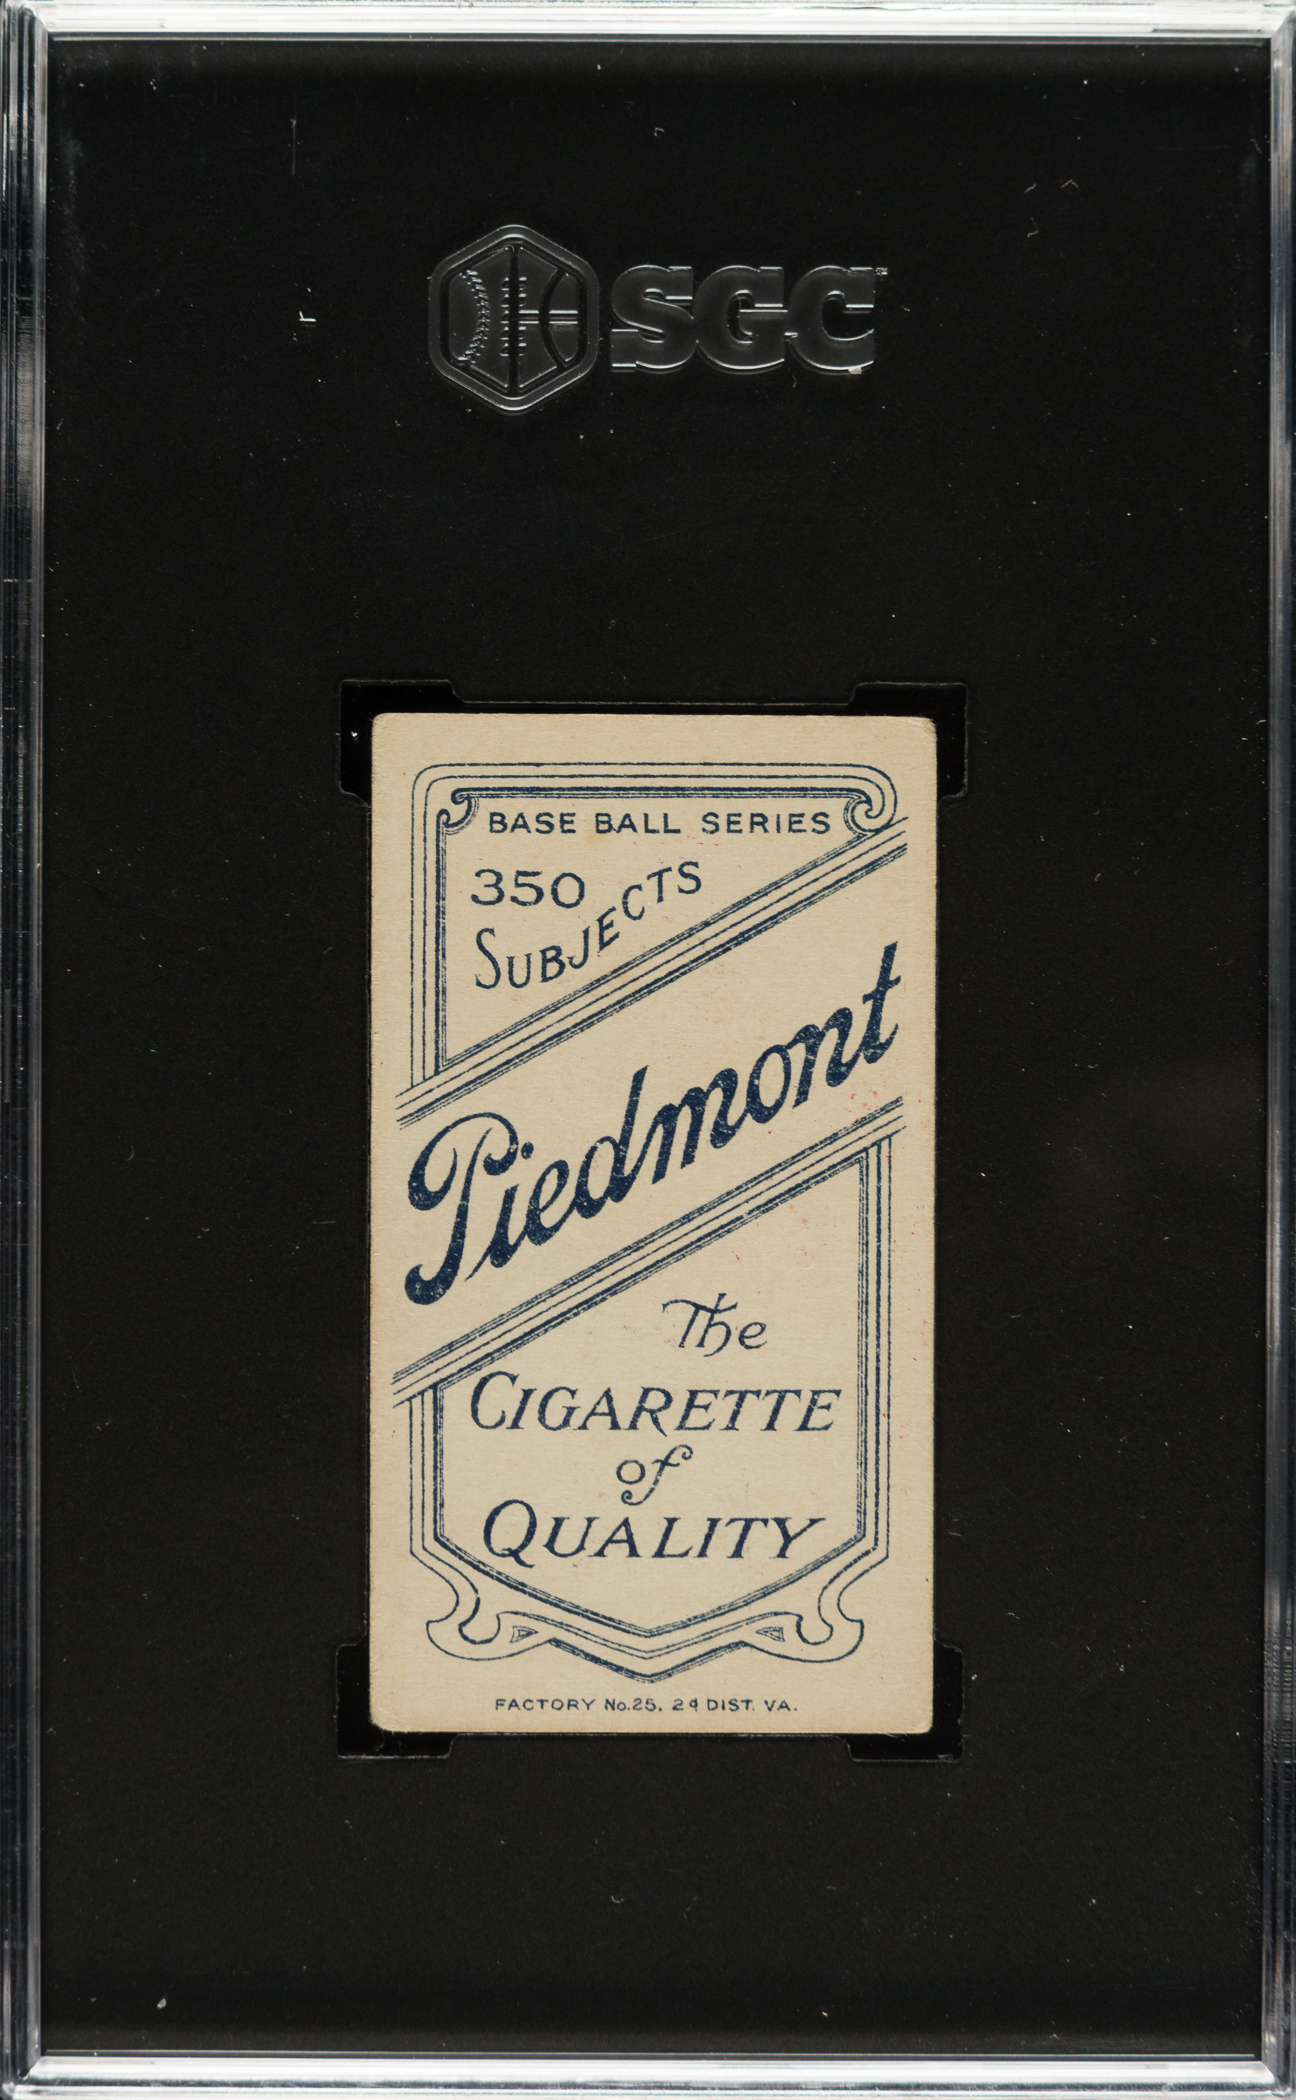 SGC
BASE BALL SERIES
350
SUBJECTS
Piedmont
The
CIGARETTE
of
QUALITY
FACTORY No. 25, 2d DIST. VA.